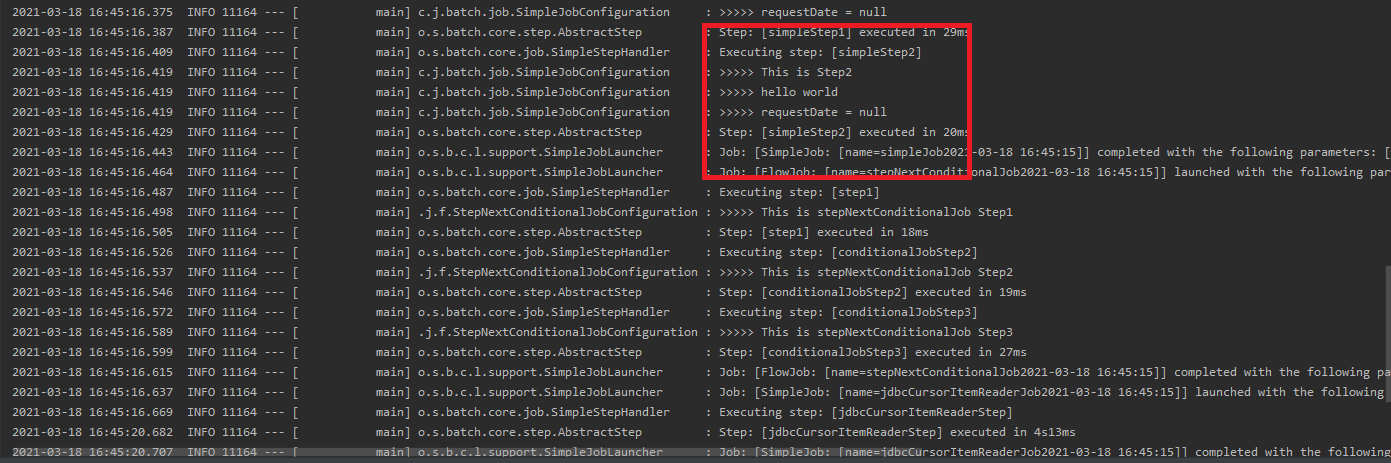 2021-03-18 16:45:16.375  INFO 11164 --- [           main] c.j.batch.job.SimpleJobConfiguration     : >>>>> requestDate = null
2021-03-18 16:45:16.387  INFO 11164 --- [           main] o.s.batch.core.step.AbstractStep         : Step: [simpleStep1] executed in 29ms
2021-03-18 16:45:16.409  INFO 11164 --- [           main] o.s.batch.core.job.SimpleStepHandler     : Executing step: [simpleStep2]
2021-03-18 16:45:16.419  INFO 11164 --- [           main] c.j.batch.job.SimpleJobConfiguration     : >>>>> This is Step2
2021-03-18 16:45:16.419  INFO 11164 --- [           main] c.j.batch.job.SimpleJobConfiguration     : >>>>> hello world
2021-03-18 16:45:16.419  INFO 11164 --- [           main] c.j.batch.job.SimpleJobConfiguration     : >>>>> requestDate = null
2021-03-18 16:45:16.429  INFO 11164 --- [           main] o.s.batch.core.step.AbstractStep         : Step: [simpleStep2] executed in 20ms
2021-03-18 16:45:16.443  INFO 11164 --- [           main] o.s.b.c.l.support.SimpleJobLauncher      : Job: [SimpleJob: [name=simpleJob2021-03-18 16:45:15]] completed with the following parameters: [
2021-03-18 16:45:16.464  INFO 11164 --- [           main] o.s.b.c.l.support.SimpleJobLauncher      : Job: [FlowJob: [name=stepNextConditionalJob2021-03-18 16:45:15]] launched with the following par
2021-03-18 16:45:16.487  INFO 11164 --- [           main] o.s.batch.core.job.SimpleStepHandler     : Executing step: [step1]
2021-03-18 16:45:16.498  INFO 11164 --- [           main] .j.f.StepNextConditionalJobConfiguration : >>>>> This is stepNextConditionalJob Step1
2021-03-18 16:45:16.505  INFO 11164 --- [           main] o.s.batch.core.step.AbstractStep         : Step: [step1] executed in 18ms
2021-03-18 16:45:16.526  INFO 11164 --- [           main] o.s.batch.core.job.SimpleStepHandler     : Executing step: [conditionalJobStep2]
2021-03-18 16:45:16.537  INFO 11164 --- [           main] .j.f.StepNextConditionalJobConfiguration : >>>>> This is stepNextConditionalJob Step2
2021-03-18 16:45:16.546  INFO 11164 --- [           main] o.s.batch.core.step.AbstractStep         : Step: [conditionalJobStep2] executed in 19ms
2021-03-18 16:45:16.572  INFO 11164 --- [           main] o.s.batch.core.job.SimpleStepHandler     : Executing step: [conditionalJobStep3]
2021-03-18 16:45:16.589  INFO 11164 --- [           main] .j.f.StepNextConditionalJobConfiguration : >>>>> This is stepNextConditionalJob Step3
2021-03-18 16:45:16.599  INFO 11164 --- [           main] o.s.batch.core.step.AbstractStep         : Step: [conditionalJobStep3] executed in 27ms
2021-03-18 16:45:16.615  INFO 11164 --- [           main] o.s.b.c.l.support.SimpleJobLauncher      : Job: [FlowJob: [name=stepNextConditionalJob2021-03-18 16:45:15]] completed with the following pa
2021-03-18 16:45:16.637  INFO 11164 --- [           main] o.s.b.c.l.support.SimpleJobLauncher      : Job: [SimpleJob: [name=jdbcCursorItemReaderJob2021-03-18 16:45:15]] launched with the following
2021-03-18 16:45:16.669  INFO 11164 --- [           main] o.s.batch.core.job.SimpleStepHandler     : Executing step: [jdbcCursorItemReaderStep]
2021-03-18 16:45:20.682  INFO 11164 --- [           main] o.s.batch.core.step.AbstractStep         : Step: [jdbcCursorItemReaderStep] executed in 4s13ms
2021-03-18 16:45:20.707  INFO 11164 --- [           main] o.s.b.c.l.support.SimpleJobLauncher      : Job: [SimpleJob: [name=jdbcCursorItemReaderJob2021-03-18 16:45:15]] completed with the following